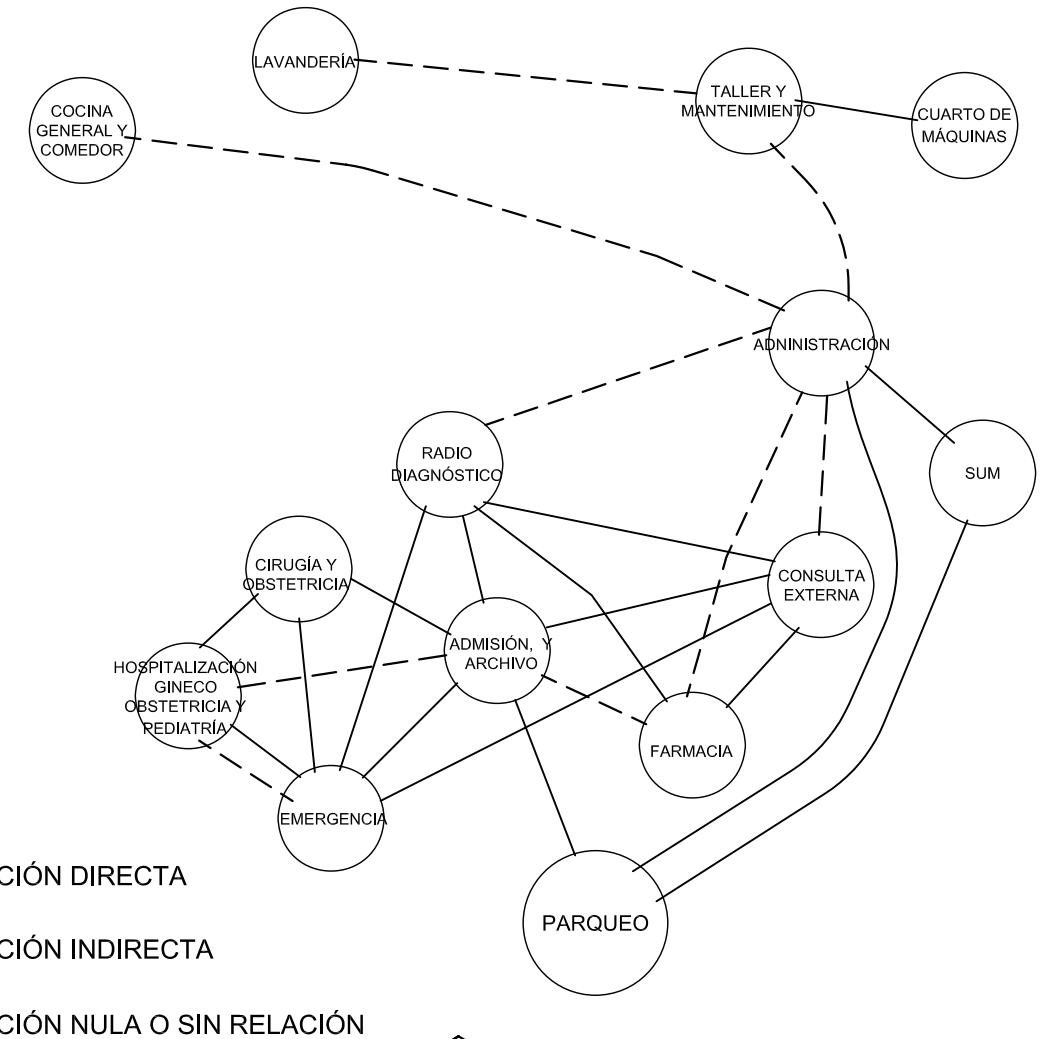 LAVANDERÍA
COCINA
GENERAL Y
COMEDOR
TALLER Y
MANTENIMIENTO
CUARTO DE
MÁQUINAS
ADNINISTRACIÓN
RADIO
DIAGNÓSTICO
SUM
CIRUGÍA Y
OBSTETRICIA
CONSULTA
EXTERNA
ADMISIÓN, Y
ARCHIVO
HOSPITALIZACIÓN
GINECO
OBSTETRICIA Y
PEDIATRÍA
FARMACIA
EMERGENCIA
PARQUEO
CIÓN DIRECTA
CIÓN INDIRECTA
CIÓN NULA O SIN RELACIÓN